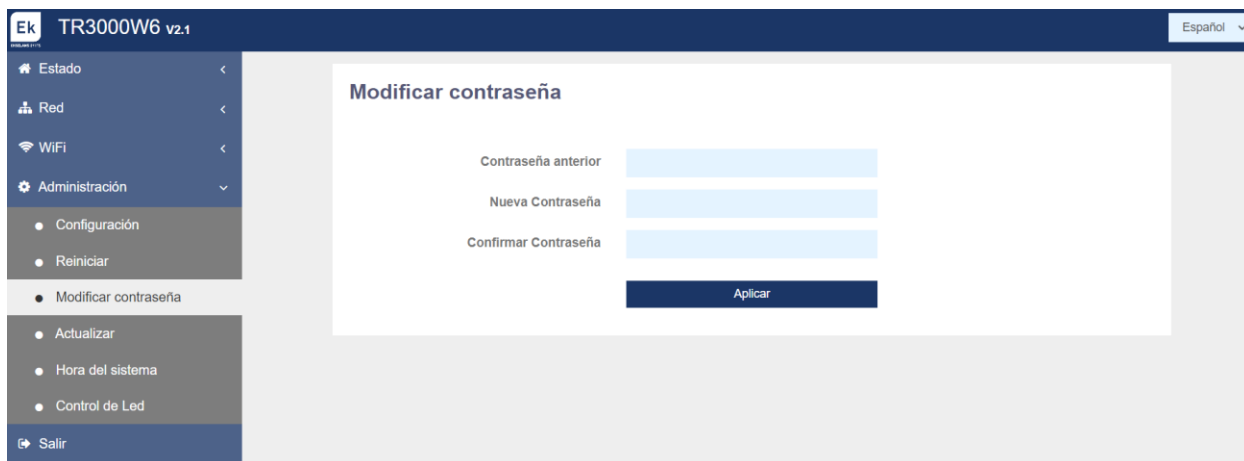 Ek TR3000W6 V2.1 Español
Estado
Red
WiFi
Administración
Configuración
Reiniciar
Modificar contraseña
Actualizar
Hora del sistema
Control de Led
Salir
Modificar contraseña
Contraseña anterior
Nueva Contraseña
Confirmar Contraseña
Aplicar